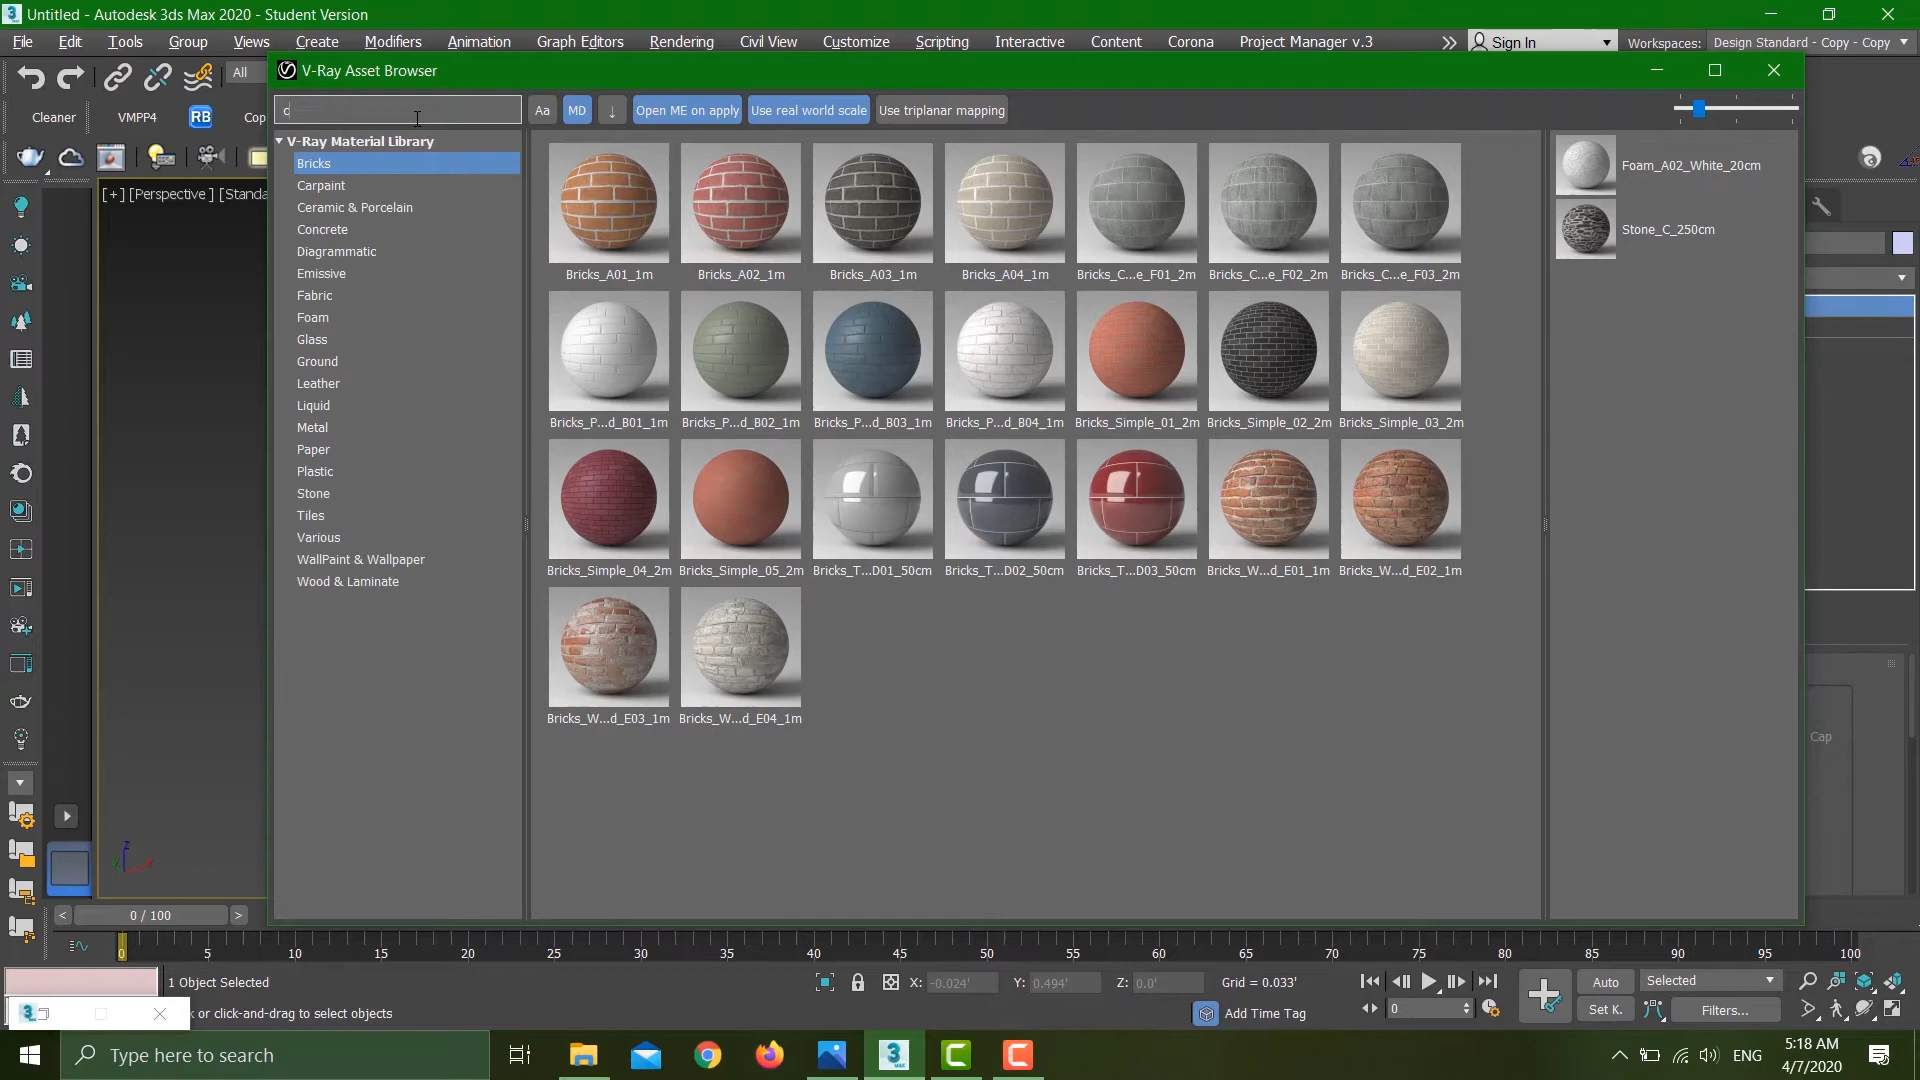 Untitled - Autodesk 3ds Max 2020 - Student Version
File Edit Tools Group Views Create Modifiers Animation Graph Editors Rendering Civil View Customize Scripting Interactive Content Corona Project Manager v.3 Sign In Workspaces: Design Standard - Copy - Copy
V-Ray Asset Browser
All
c Aa MD ↓ Open ME on apply Use real world scale Use triplanar mapping
Cleaner VMPP4 RB Cop
[+] [Perspective ] [Standa
V-Ray Material Library
Bricks
Carpaint
Ceramic & Porcelain
Concrete
Diagrammatic
Emissive
Fabric
Foam
Glass
Ground
Leather
Liquid
Metal
Paper
Plastic
Stone
Tiles
Various
WallPaint & Wallpaper
Wood & Laminate
Bricks_A01_1m Bricks_A02_1m Bricks_A03_1m Bricks_A04_1m Bricks_C...e_F01_2m Bricks_C...e_F02_2m Bricks_C...e_F03_2m
Bricks_P...d_B01_1m Bricks_P...d_B02_1m Bricks_P...d_B03_1m Bricks_P...d_B04_1m Bricks_Simple_01_2m Bricks_Simple_02_2m Bricks_Simple_03_2m
Bricks_Simple_04_2m Bricks_Simple_05_2m Bricks_T...D01_50cm Bricks_T...D02_50cm Bricks_T...D03_50cm Bricks_W...d_E01_1m Bricks_W...d_E02_1m
Bricks_W...d_E03_1m Bricks_W...d_E04_1m
Foam_A02_White_20cm
Stone_C_250cm
Cap
z
< 0 / 100 >
0 5 10 15 20 25 30 35 40 45 50 55 60 65 70 75 80 85 90 95 100
1 Object Selected X: -0.024' Y: 0.494' Z: 0.0' Grid = 0.033' Auto Selected
k or click-and-drag to select objects Add Time Tag 0 Set K. Filters...
Type here to search
3
MAX
ENG
5:18 AM
4/7/2020